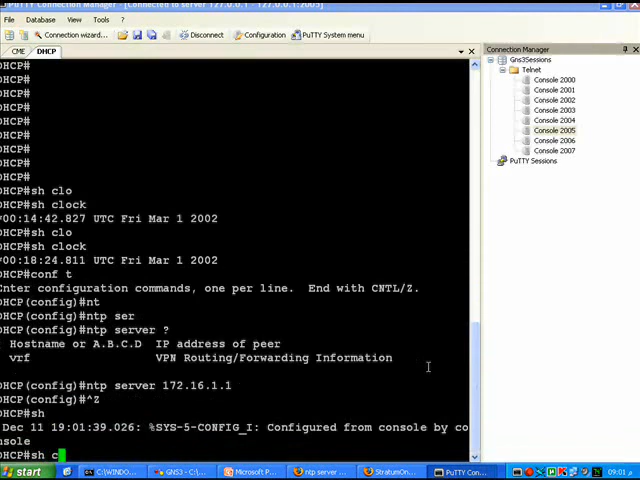 PuTTY Connection Manager - [Connected to server 127.0.0.1 - 127.0.0.1:2005]
File
View
Tools
?
Connection wizard...
Disconnect
Configuration
PuTTY System menu
CME
DHCP
DHCP#
DHCP#
DHCP#
DHCP#
DHCP#
DHCP#
DHCP#
DHCP#
DHCP#
DHCP#sh clo
DHCP#sh clock
*00:14:42.827 UTC Fri Mar 1 2002
DHCP#sh clo
DHCP#sh clock
*00:18:24.811 UTC Fri Mar 1 2002
DHCP#conf t
Enter configuration commands, one per line.  End with CNTL/Z.
DHCP(config)#nt
DHCP(config)#ntp ser
DHCP(config)#ntp server ?
Hostname or A.B.C.D  IP address of peer
vrf                  VPN Routing/Forwarding Information
DHCP(config)#ntp server 172.16.1.1
DHCP(config)#^Z
DHCP#sh
Dec 11 19:01:39.026: %SYS-5-CONFIG_I: Configured from console by co
nsole
DHCP#sh c
Connection Manager
Gns3Sessions
Telnet
Console 2000
Console 2001
Console 2002
Console 2003
Console 2004
Console 2005
Console 2006
Console 2007
PuTTY Sessions
start
C:\WINDO...
GNS3 - C:\...
Microsoft P...
ntp server ...
StratumOn...
PuTTY Con...
09:01 م